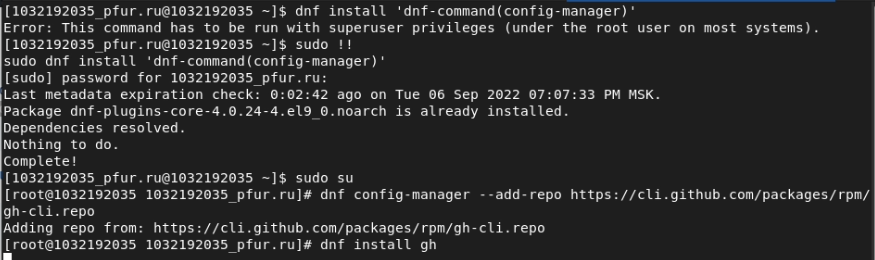 [1032192035_pfur.ru@1032192035 ~]$ dnf install 'dnf-command(config-manager)'
Error: This command has to be run with superuser privileges (under the root user on most systems).
[1032192035_pfur.ru@1032192035 ~]$ sudo !!
sudo dnf install 'dnf-command(config-manager)'
[sudo] password for 1032192035_pfur.ru:
Last metadata expiration check: 0:02:42 ago on Tue 06 Sep 2022 07:07:33 PM MSK.
Package dnf-plugins-core-4.0.24-4.el9_0.noarch is already installed.
Dependencies resolved.
Nothing to do.
Complete!
[1032192035_pfur.ru@1032192035 ~]$ sudo su
[root@1032192035 1032192035_pfur.ru]# dnf config-manager --add-repo https://cli.github.com/packages/rpm/
gh-cli.repo
Adding repo from: https://cli.github.com/packages/rpm/gh-cli.repo
[root@1032192035 1032192035_pfur.ru]# dnf install gh